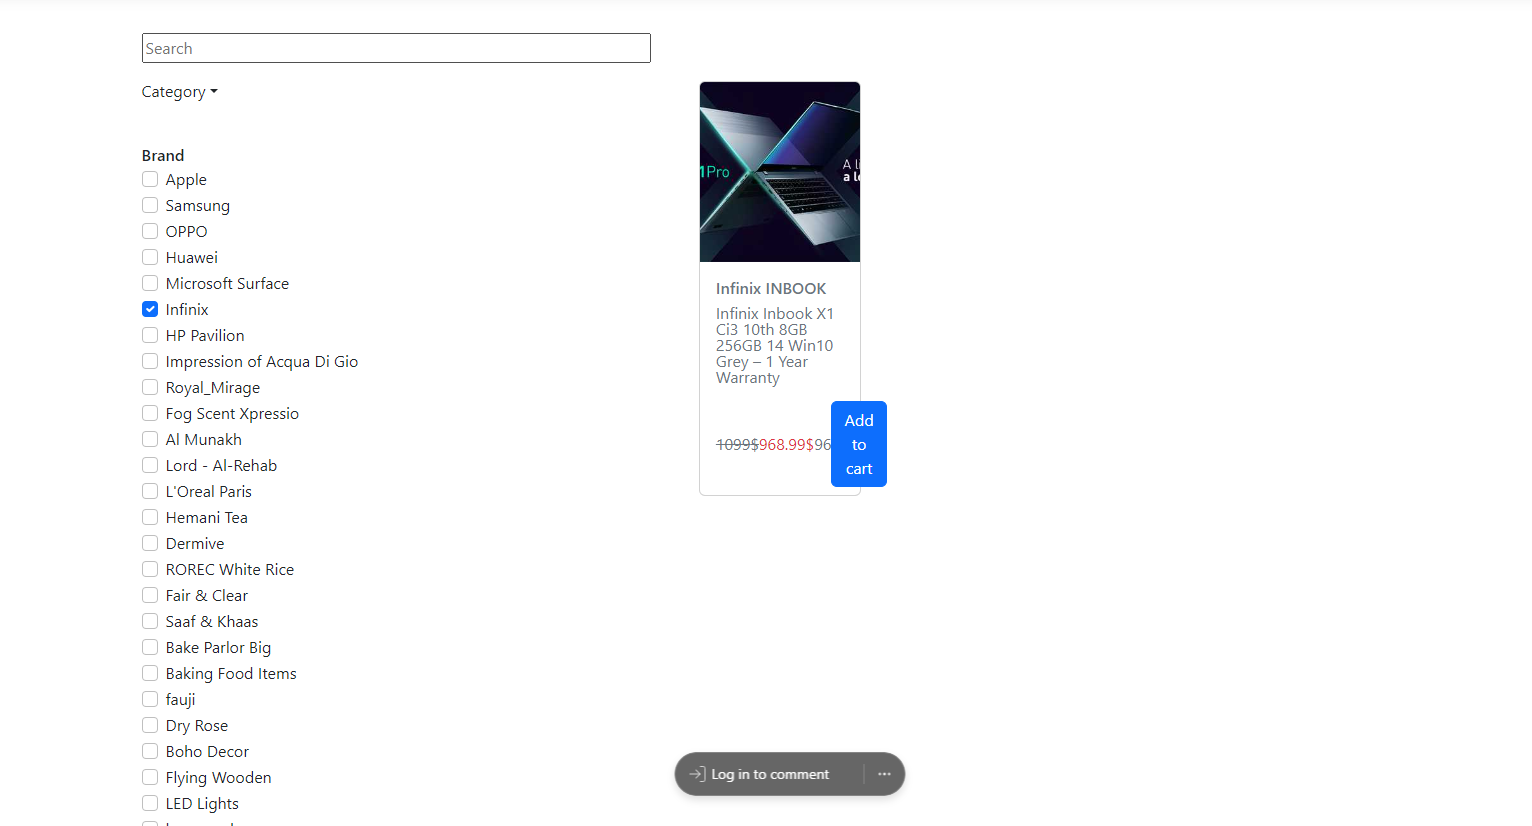 Search
Category
Brand
Apple
Samsung
OPPO
Huawei
Microsoft Surface
Infinix
HP Pavilion
Impression of Acqua Di Gio
Royal_Mirage
Fog Scent Xpressio
Al Munakh
Lord - Al-Rehab
L'Oreal Paris
Hemani Tea
Dermive
ROREC White Rice
Fair & Clear
Saaf & Khaas
Bake Parlor Big
Baking Food Items
fauji
Dry Rose
Boho Decor
Flying Wooden
LED Lights
1Pro
A li
a le
Infinix INBOOK
Infinix Inbook X1
Ci3 10th 8GB
256GB 14 Win10
Grey – 1 Year
Warranty
1099$968.99$96
Add
to
cart
Log in to comment